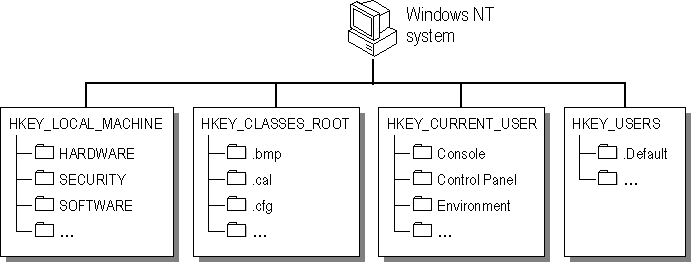 Windows NT
system
HKEY_LOCAL_MACHINE
HARDWARE
SECURITY
SOFTWARE
...
HKEY_CLASSES_ROOT
.bmp
.cal
.cfg
...
HKEY_CURRENT_USER
Console
Control Panel
Environment
...
HKEY_USERS
.Default
...